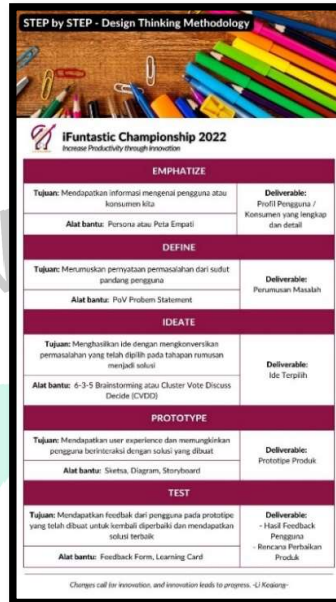 STEP by STEP - Design Thinking Methodology
iFuntastic Championship 2022
Increase Productivity through Innovation
EMPHATIZE
Tujuan: Mendapatkan informasi mengenai pengguna atau
konsumen kita
Alat bantu: Persona atau Peta Empati
Deliverable:
Profil Pengguna /
Konsumen yang lengkap
dan detail
DEFINE
Tujuan: Merumuskan pernyataan permasalahan dari sudut
pandang pengguna
Alat bantu: PoV Probem Statement
Deliverable:
Perumusan Masalah
IDEATE
Tujuan: Menghasilkan ide dengan mengkonversikan
permasalahan yang telah dipilih pada tahapan rumusan
menjadi solusi
Alat bantu: 6-3-5 Brainstorming atau Cluster Vote Discuss
Decide (CVDD)
Deliverable:
Ide Terpilih
PROTOTYPE
Tujuan: Mendapatkan user experience dan memungkinkan
pengguna berinteraksi dengan solusi yang dibuat
Alat bantu: Sketsa, Diagram, Storyboard
Deliverable:
Prototipe Produk
TEST
Tujuan: Mendapatkan feedbak dari pengguna pada prototipe
yang telah dibuat untuk kembali diperbaiki dan mendapatkan
solusi terbaik
Alat bantu: Feedback Form, Learning Card
Deliverable:
- Hasil Feedback
Pengguna
- Rencana Perbaikan
Produk
Changes call for innovation, and innovation leads to progress. -Li Keqiang-